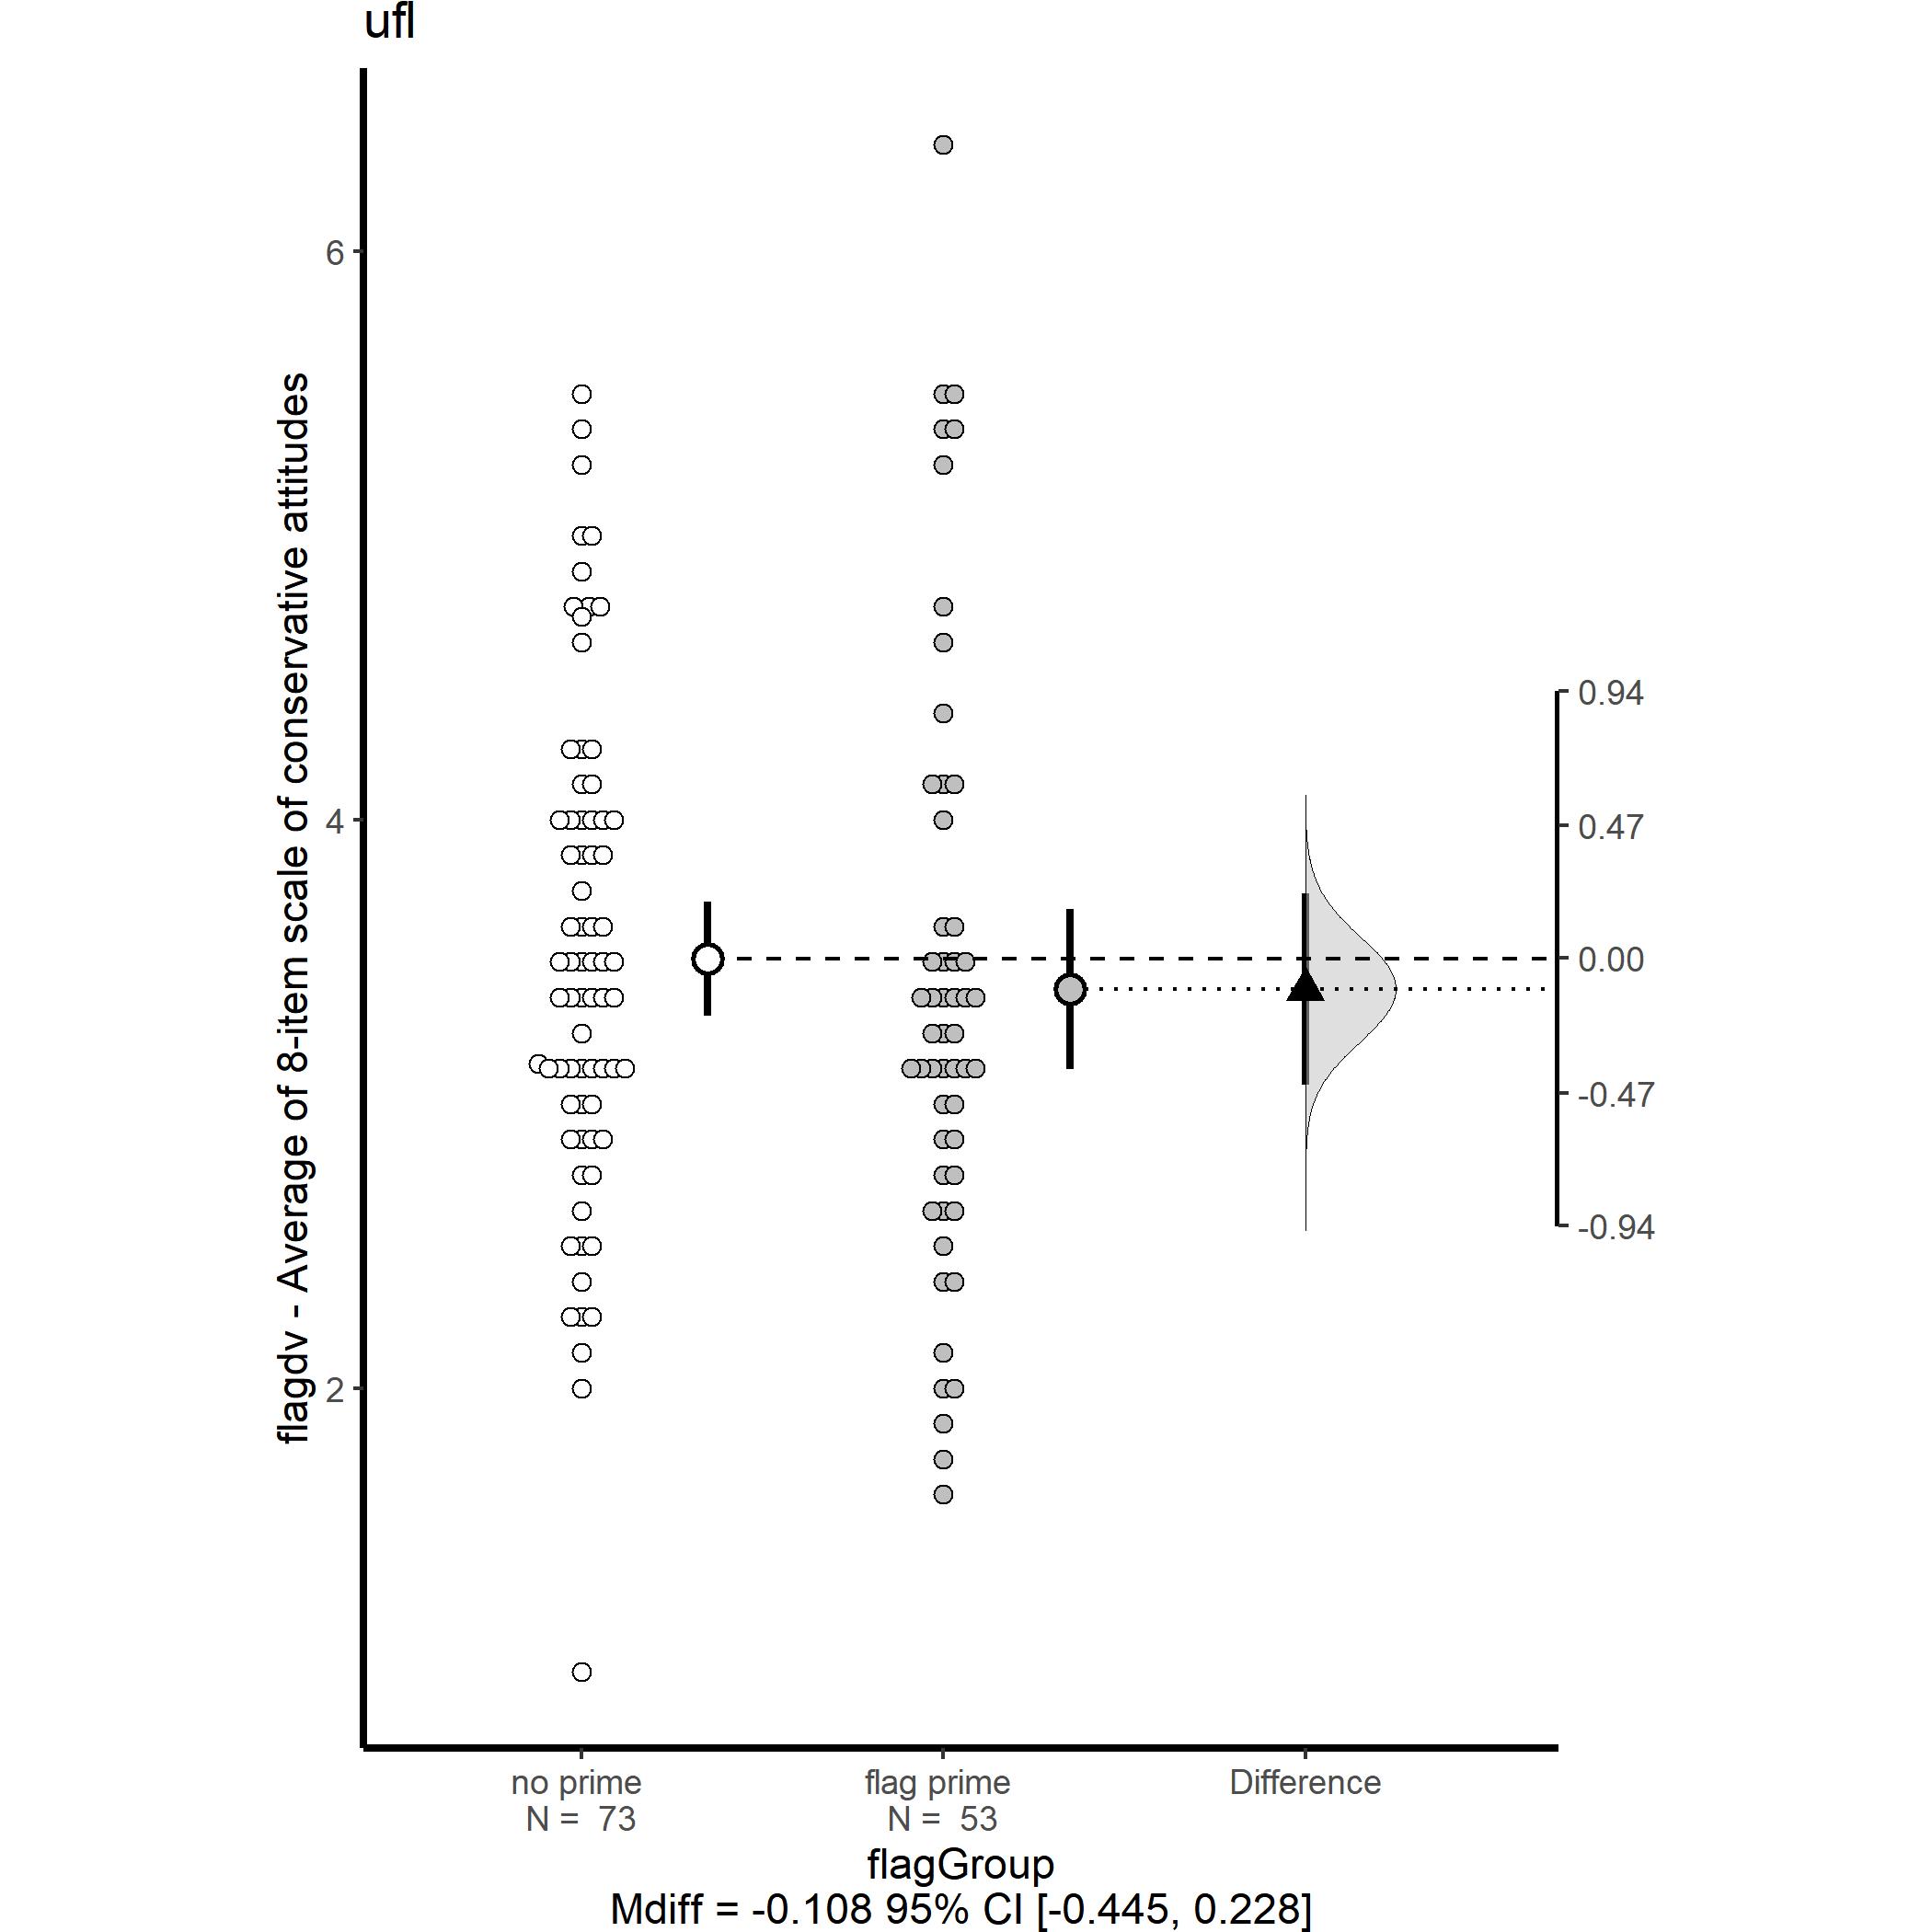 ufl
flagdv - Average of 8-item scale of conservative attitudes
6
4
2
0.94
0.47
0.00
-0.47
-0.94
no prime
N =  73
flag prime
N =  53
Difference
flagGroup
Mdiff = -0.108 95% CI [-0.445, 0.228]